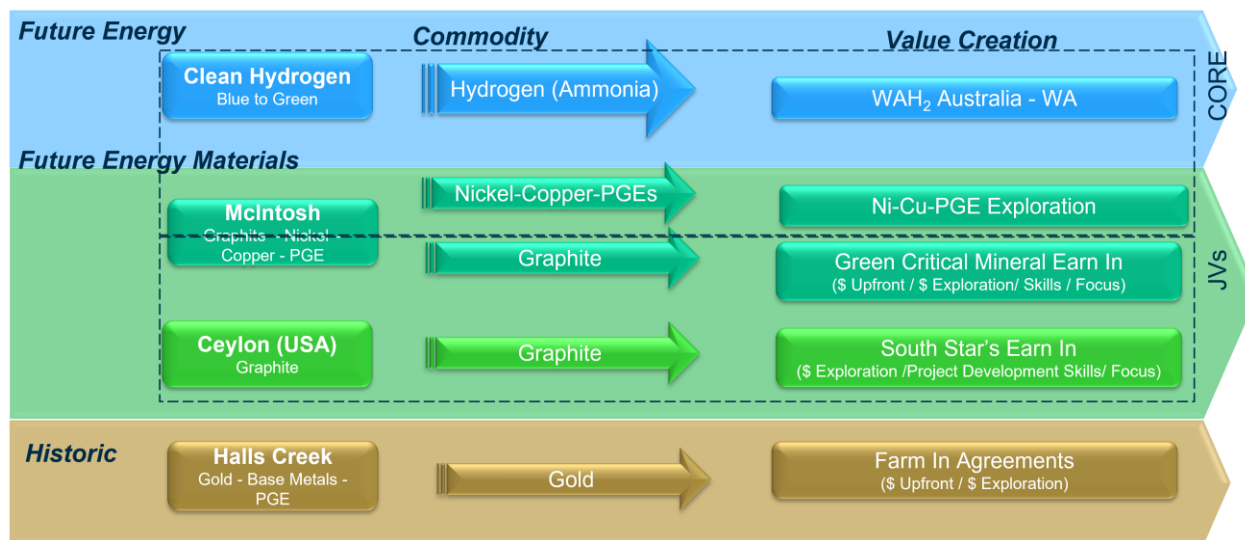 Future Energy
Commodity
Value Creation
Clean Hydrogen
Blue to Green
Hydrogen (Ammonia)
WAH₂ Australia - WA
CORE
Future Energy Materials
McIntosh
Graphite - Nickel -
Copper - PGE
Nickel-Copper-PGEs
Ni-Cu-PGE Exploration
Graphite
Green Critical Mineral Earn In
($ Upfront / $ Exploration/ Skills / Focus)
JVs
Ceylon (USA)
Graphite
Graphite
South Star's Earn In
($ Exploration /Project Development Skills/ Focus)
Historic
Halls Creek
Gold - Base Metals -
PGE
Gold
Farm In Agreements
($ Upfront / $ Exploration)